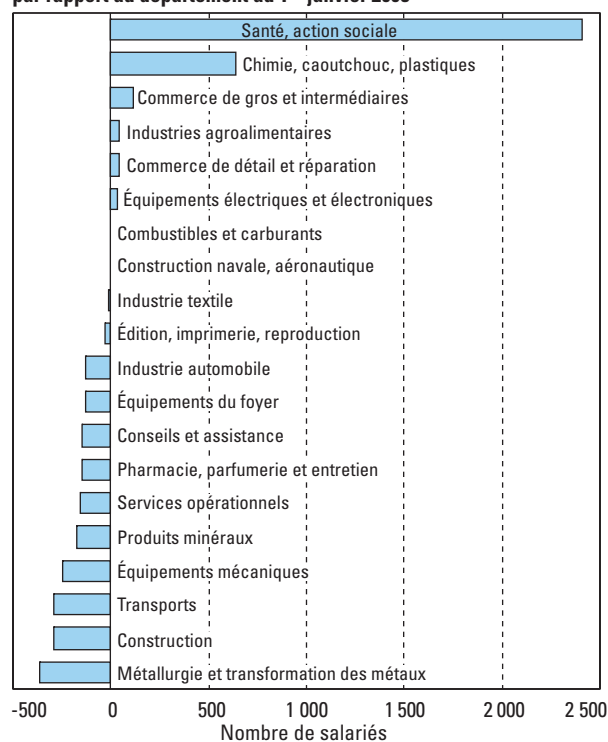 Santé, action sociale
Chimie, caoutchouc, plastiques
Commerce de gros et intermédiaires
Industries agroalimentaires
Commerce de détail et réparation
Équipements électriques et électroniques
Combustibles et carburants
Construction navale, aéronautique
Industrie textile
Édition, imprimerie, reproduction
Industrie automobile
Équipements du foyer
Conseils et assistance
Pharmacie, parfumerie et entretien
Services opérationnels
Produits minéraux
Équipements mécaniques
Transports
Construction
Métallurgie et transformation des métaux
-500 0 500 1 000 1 500 2 000 2 500
Nombre de salariés